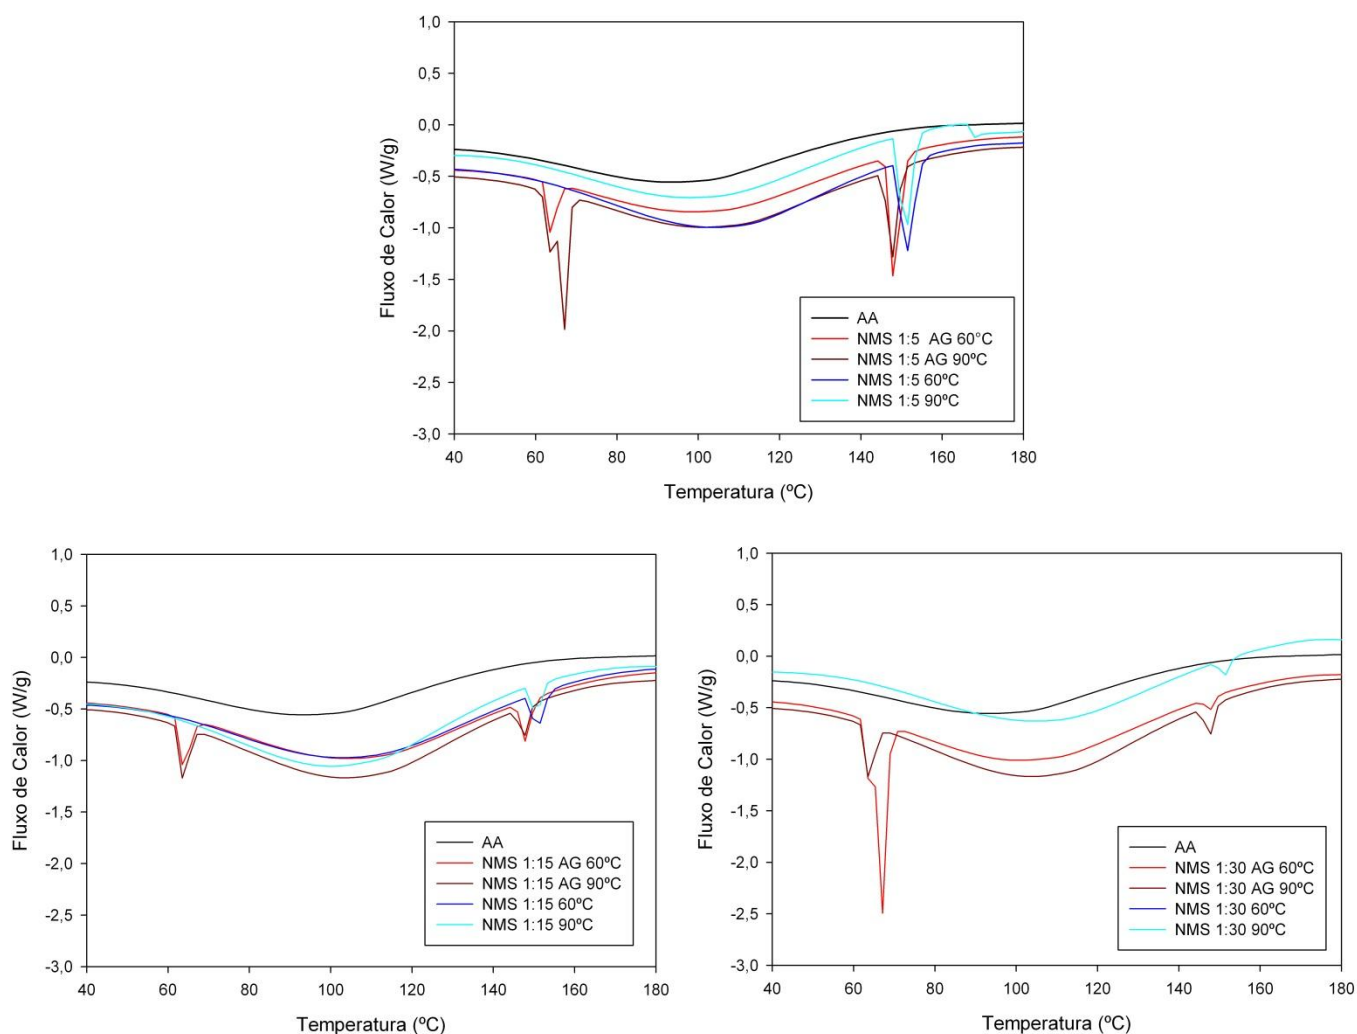 1,0
0,5
0,0
-0,5
-1,0
-1,5
-2,0
-2,5
-3,0
Fluxo de Calor (W/g)
AA
NMS 1:5 AG 60°C
NMS 1:5 AG 90ºC
NMS 1:5 60ºC
NMS 1:5 90ºC
40 60 80 100 120 140 160 180
Temperatura (ºC)
1,0
0,5
0,0
-0,5
-1,0
-1,5
-2,0
-2,5
-3,0
Fluxo de Calor (W/g)
AA
NMS 1:15 AG 60ºC
NMS 1:15 AG 90ºC
NMS 1:15 60ºC
NMS 1:15 90ºC
40 60 80 100 120 140 160 180
Temperatura (ºC)
1,0
0,5
0,0
-0,5
-1,0
-1,5
-2,0
-2,5
-3,0
Fluxo de Calor (W/g)
AA
NMS 1:30 AG 60ºC
NMS 1:30 AG 90ºC
NMS 1:30 60ºC
NMS 1:30 90ºC
40 60 80 100 120 140 160 180
Temperatura (ºC)